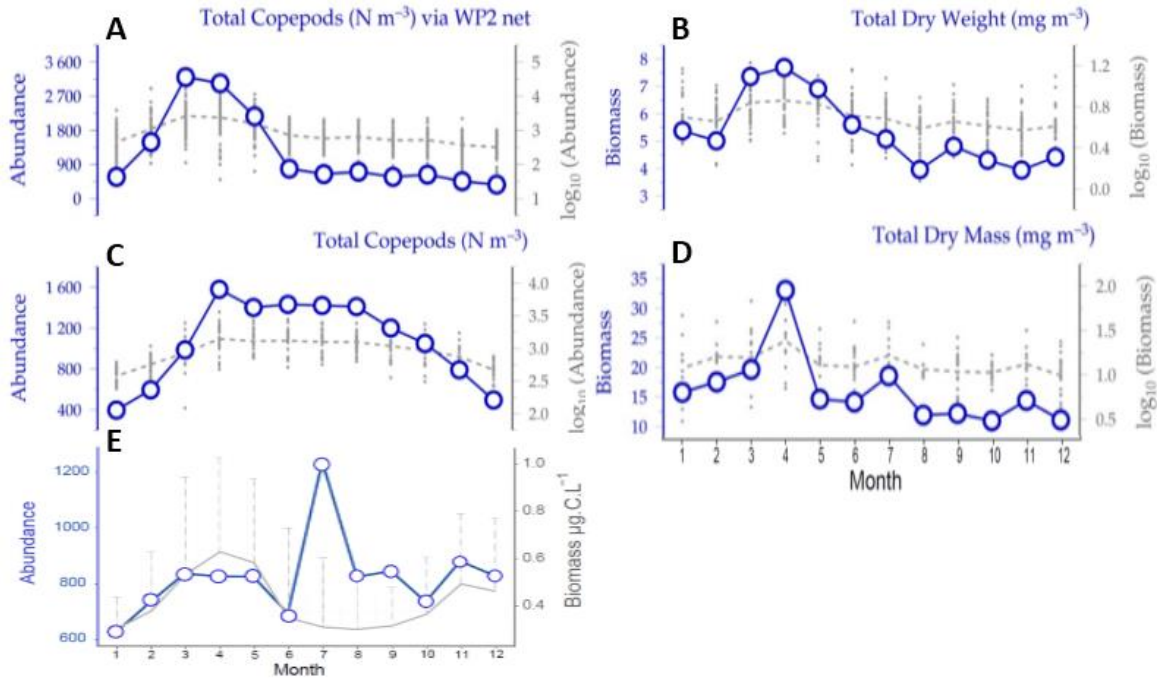 A
Total Copepods (N m⁻³) via WP2 net
Abundance
3 600
2700
1800
900
0
5
4
3
2
1
log₁₀ (Abundance)
B
Total Dry Weight (mg m⁻³)
Biomass
8
7
6
5
4
3
1.2
0.8
0.4
0.0
log₁₀ (Biomass)
C
Total Copepods (N m⁻³)
Abundance
1 600
1200
800
400
4.0
3.5
3.0
2.5
2.0
log₁₀ (Abundance)
D
Total Dry Mass (mg m⁻³)
Biomass
35
30
25
20
15
10
2.0
1.5
1.0
0.5
log₁₀ (Biomass)
1 2 3 4 5 6 7 8 9 10 11 12
Month
E
Abundance
1200
1000
800
600
1.0
0.8
0.6
0.4
Biomass µg.C.L⁻¹
1 2 3 4 5 6 7 8 9 10 11 12
Month